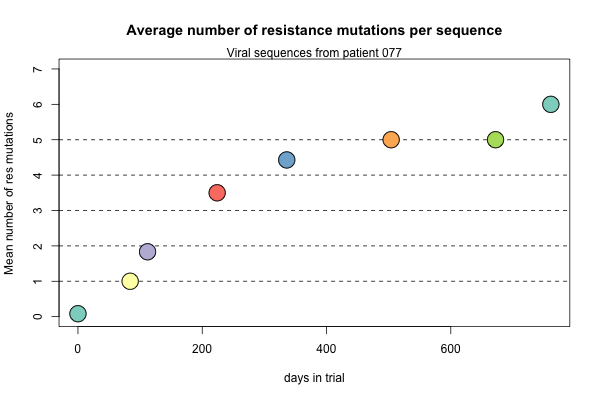 Average number of resistance mutations per sequence
Viral sequences from patient 077
Mean number of res mutations
7
6
5
4
3
2
1
0
0 200 400 600
days in trial